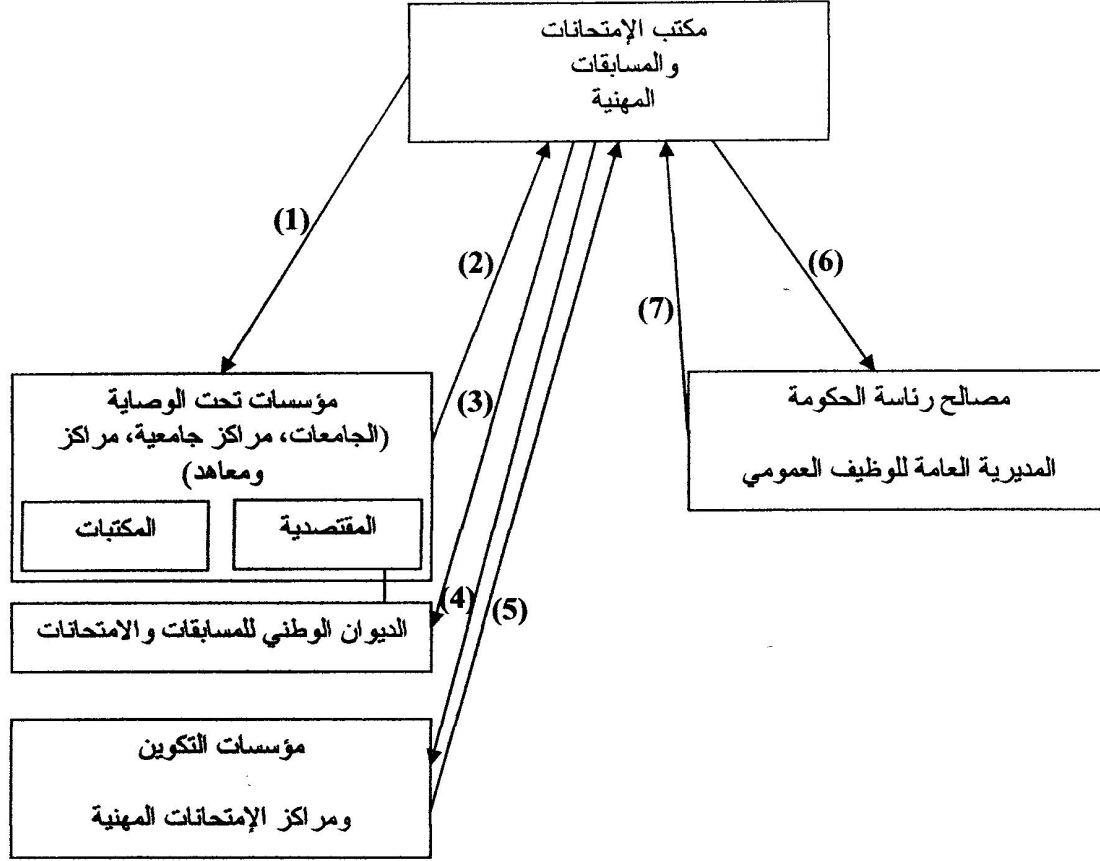 مكتب الإمتحانات
والمسابقات
المهنية
(1)
(2)
(6)
(7)
(3)
(4)
(5)
مؤسسات تحت الوصاية
(الجامعات، مراكز جامعية، مراكز
ومعاهد)
المقتصدية
المكتبات
مصالح رئاسة الحكومة
المديرية العامة للوظيف العمومي
الديوان الوطني للمسابقات والامتحانات
مؤسسات التكوين
ومراكز الإمتحانات المهنية